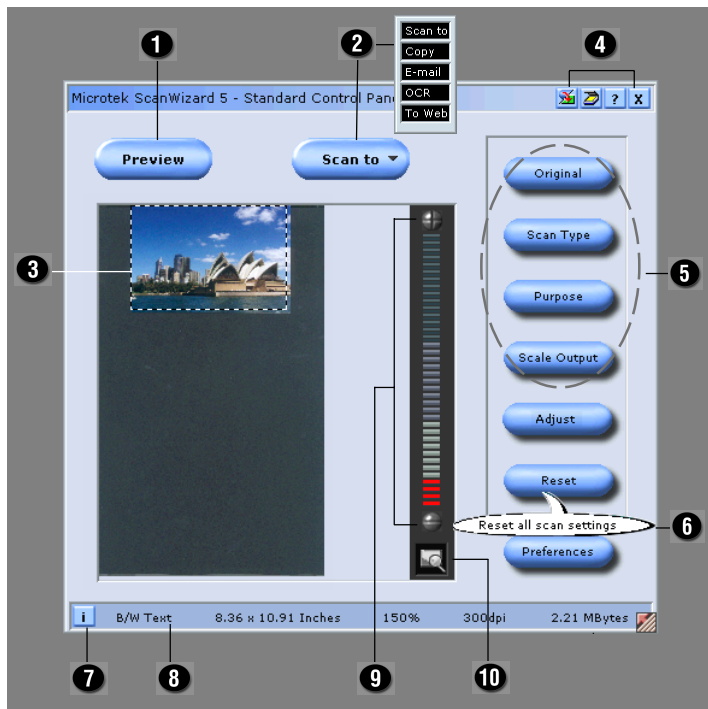 1
2
Scan to
Copy
E-mail
OCR
To Web
4
Microtek ScanWizard 5 - Standard Control Pan
? X
Preview
Scan to
Original
3
Scan Type
5
Purpose
Scale Output
9
Adjust
Reset
Reset all scan settings
6
Preferences
i
B/W Text 8.36 x 10.91 Inches 150% 300dpi 2.21 MBytes
7
8
9
10